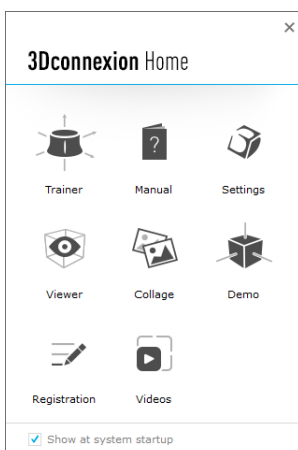 3Dconnexion Home
?
Trainer Manual Settings
Viewer Collage Demo
Registration Videos
Show at system startup